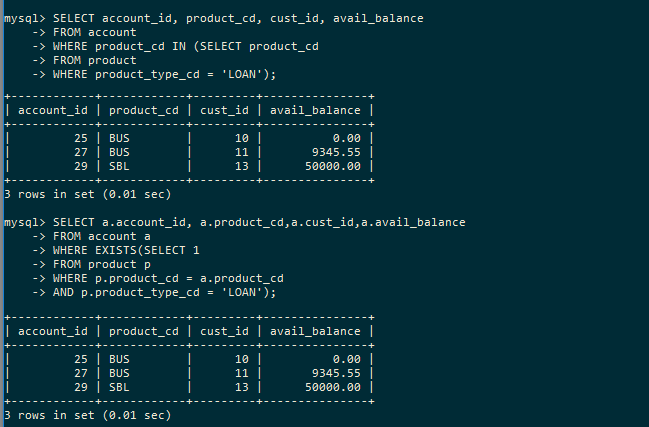 mysql> SELECT account_id, product_cd, cust_id, avail_balance
    -> FROM account
    -> WHERE product_cd IN (SELECT product_cd
    -> FROM product
    -> WHERE product_type_cd = 'LOAN');
+------------+------------+---------+---------------+
| account_id | product_cd | cust_id | avail_balance |
+------------+------------+---------+---------------+
|         25 | BUS        |      10 |          0.00 |
|         27 | BUS        |      11 |       9345.55 |
|         29 | SBL        |      13 |      50000.00 |
+------------+------------+---------+---------------+
3 rows in set (0.01 sec)
mysql> SELECT a.account_id, a.product_cd,a.cust_id,a.avail_balance
    -> FROM account a
    -> WHERE EXISTS(SELECT 1
    -> FROM product p
    -> WHERE p.product_cd = a.product_cd
    -> AND p.product_type_cd = 'LOAN');
+------------+------------+---------+---------------+
| account_id | product_cd | cust_id | avail_balance |
+------------+------------+---------+---------------+
|         25 | BUS        |      10 |          0.00 |
|         27 | BUS        |      11 |       9345.55 |
|         29 | SBL        |      13 |      50000.00 |
+------------+------------+---------+---------------+
3 rows in set (0.01 sec)